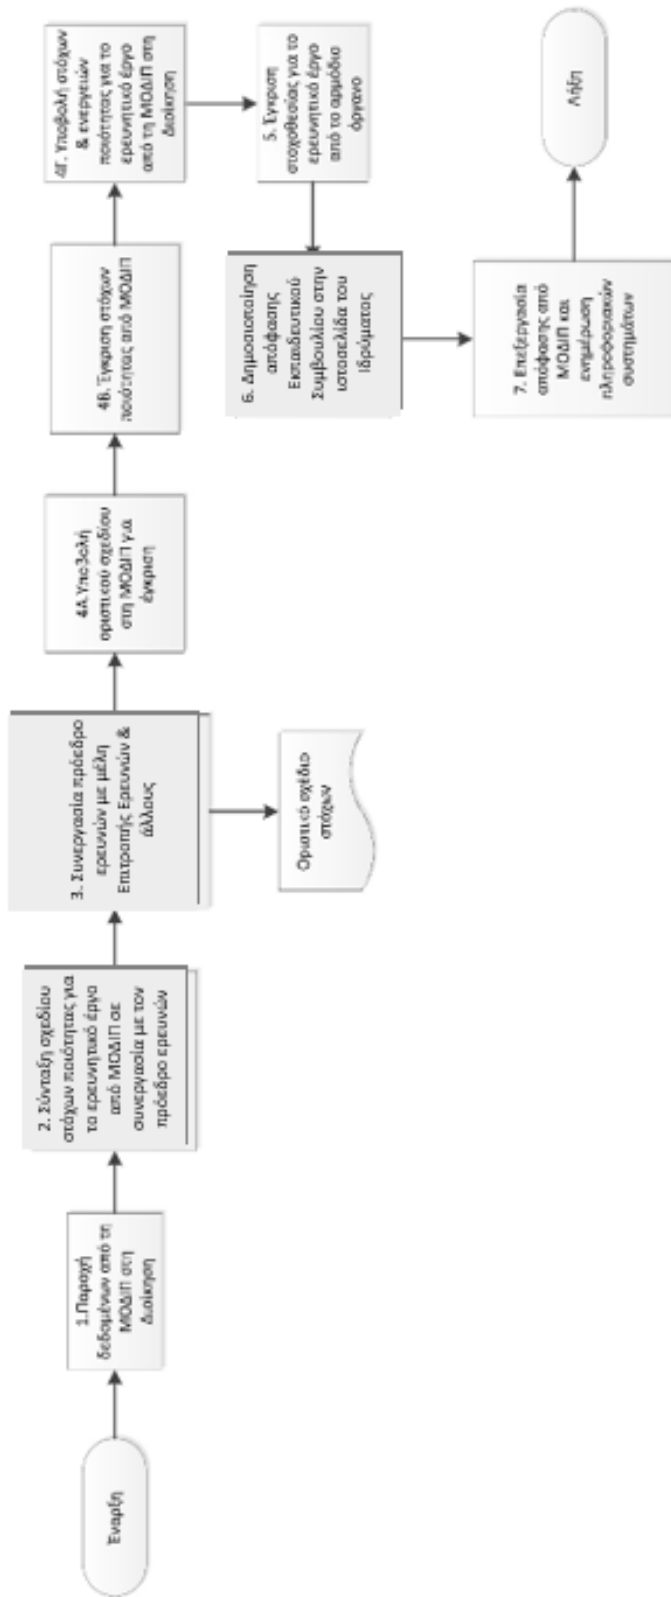 Έναρξη
1.Παροχή
δεδομένων από τη
ΜΟΔΙΠ στη
Διοίκηση
2. Σύνταξη σχεδίου
στόχων ποιότητας για
το ερευνητικό έργο
από ΜΟΔΙΠ σε
συνεργασία με τον
πρόεδρο ερευνών
3. Συνεργασία πρόεδρο
ερευνών με μέλη
Επιτροπής Ερευνών &
άλλους
Οριστικό σχέδιο
στόχων
4Α.Υποβολή
οριστικού σχεδίου
στη ΜΟΔΙΠ για
έγκριση
4Β. Έγκριση στόχων
ποιότητας από ΜΟΔΙΠ
4Γ. Υποβολή στόχων
& ενεργειών
ποιότητας για το
ερευνητικό έργο
από τη ΜΟΔΙΠ στη
Διοίκηση
5. Έγκριση
στοχοθεσίας για το
ερευνητικό έργο
από το αρμόδιο
όργανο
6. Δημοσιοποίηση
απόφασης
Εκπαιδευτικού
Συμβουλίου στην
ιστοσελίδα του
Ιδρύματος
7. Επεξεργασία
απόφασης από
ΜΟΔΙΠ και
ενημέρωση
πληροφοριακών
συστημάτων
Λήξη